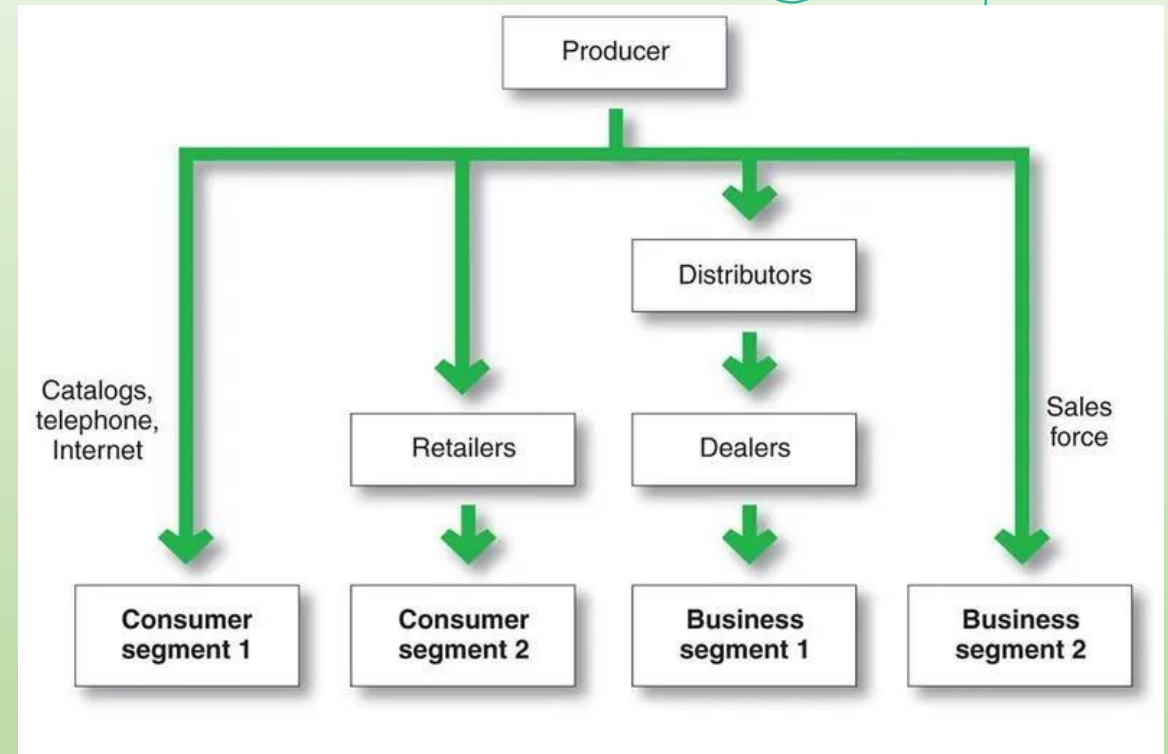 Producer
Distributors
Catalogs,
telephone,
Internet
Retailers
Dealers
Sales
force
Consumer
segment 1
Consumer
segment 2
Business
segment 1
Business
segment 2